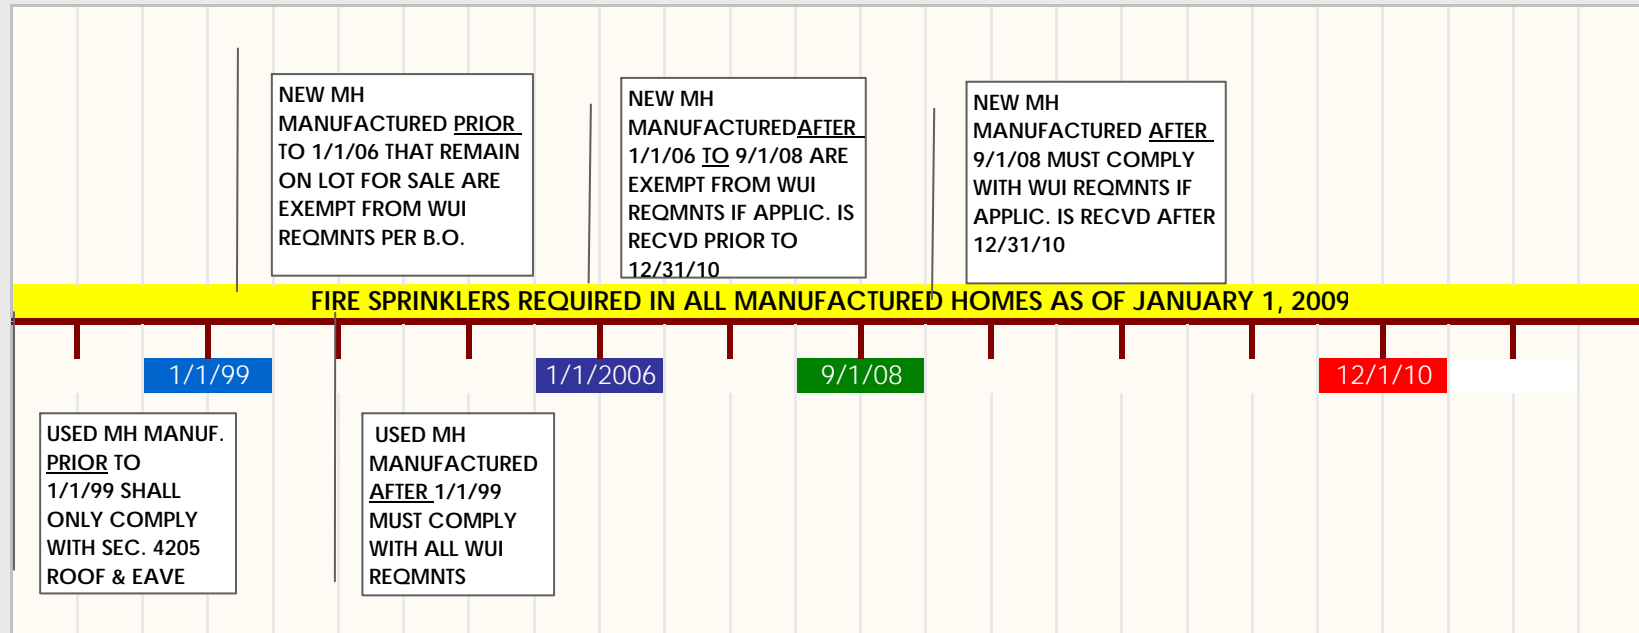 NEW MH
MANUFACTURED PRIOR
TO 1/1/06 THAT REMAIN
ON LOT FOR SALE ARE
EXEMPT FROM WUI
REQMNTS PER B.O.
NEW MH
MANUFACTUREDAFTER
1/1/06 TO 9/1/08 ARE
EXEMPT FROM WUI
REQMNTS IF APPLIC. IS
RECVD PRIOR TO
12/31/10
NEW MH
MANUFACTURED AFTER
9/1/08 MUST COMPLY
WITH WUI REQMNTS IF
APPLIC. IS RECVD AFTER
12/31/10
FIRE SPRINKLERS REQUIRED IN ALL MANUFACTURED HOMES AS OF JANUARY 1, 2009
1/1/99
1/1/2006
9/1/08
12/1/10
USED MH MANUF.
PRIOR TO
1/1/99 SHALL
ONLY COMPLY
WITH SEC. 4205
ROOF & EAVE
USED MH
MANUFACTURED
AFTER 1/1/99
MUST COMPLY
WITH ALL WUI
REQMNTS